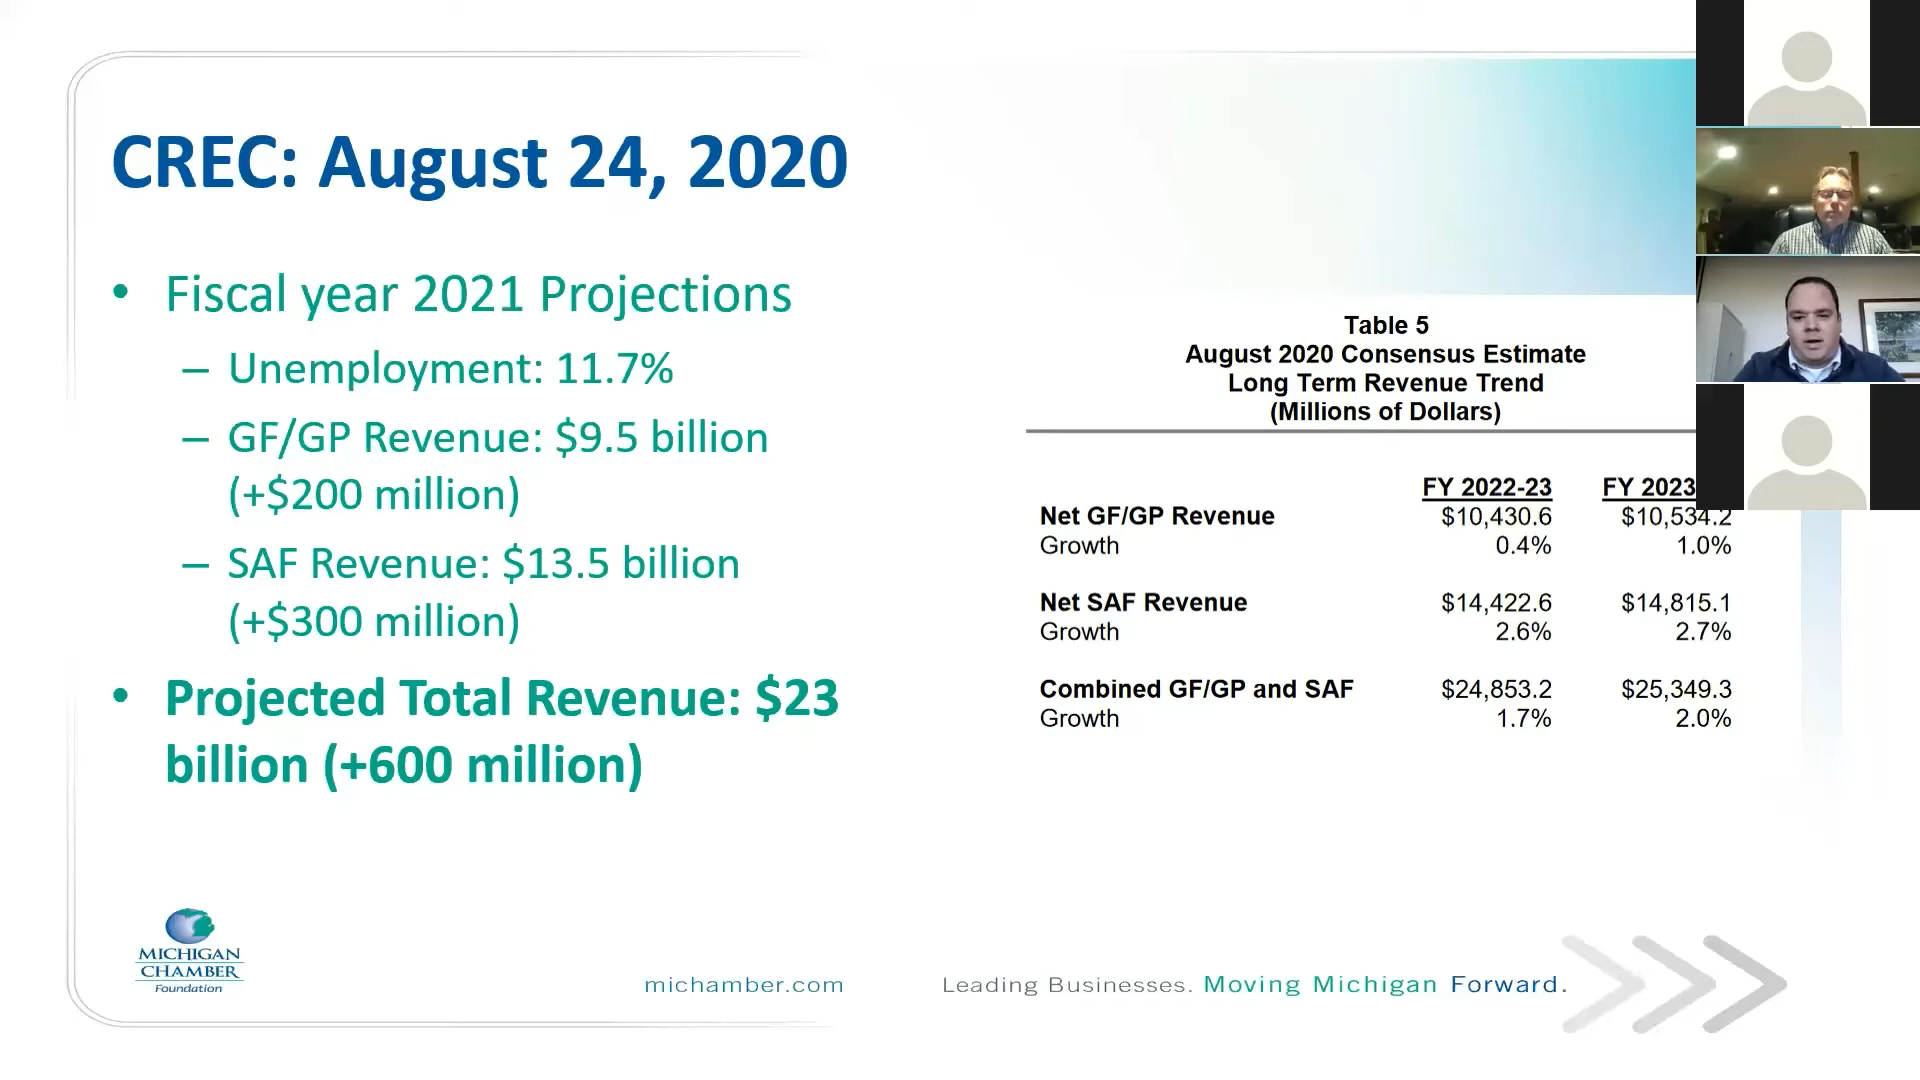 CREC: August 24, 2020
• Fiscal year 2021 Projections
– Unemployment: 11.7%
– GF/GP Revenue: $9.5 billion
(+$200 million)
– SAF Revenue: $13.5 billion
(+$300 million)
• Projected Total Revenue: $23
billion (+600 million)
Table 5
August 2020 Consensus Estimate
Long Term Revenue Trend
(Millions of Dollars)
FY 2022-23 FY 2023
Net GF/GP Revenue $10,430.6 $10,534.2
Growth 0.4% 1.0%
Net SAF Revenue $14,422.6 $14,815.1
Growth 2.6% 2.7%
Combined GF/GP and SAF $24,853.2 $25,349.3
Growth 1.7% 2.0%
MICHIGAN
CHAMBER
Foundation
michamber.com Leading Businesses. Moving Michigan Forward.